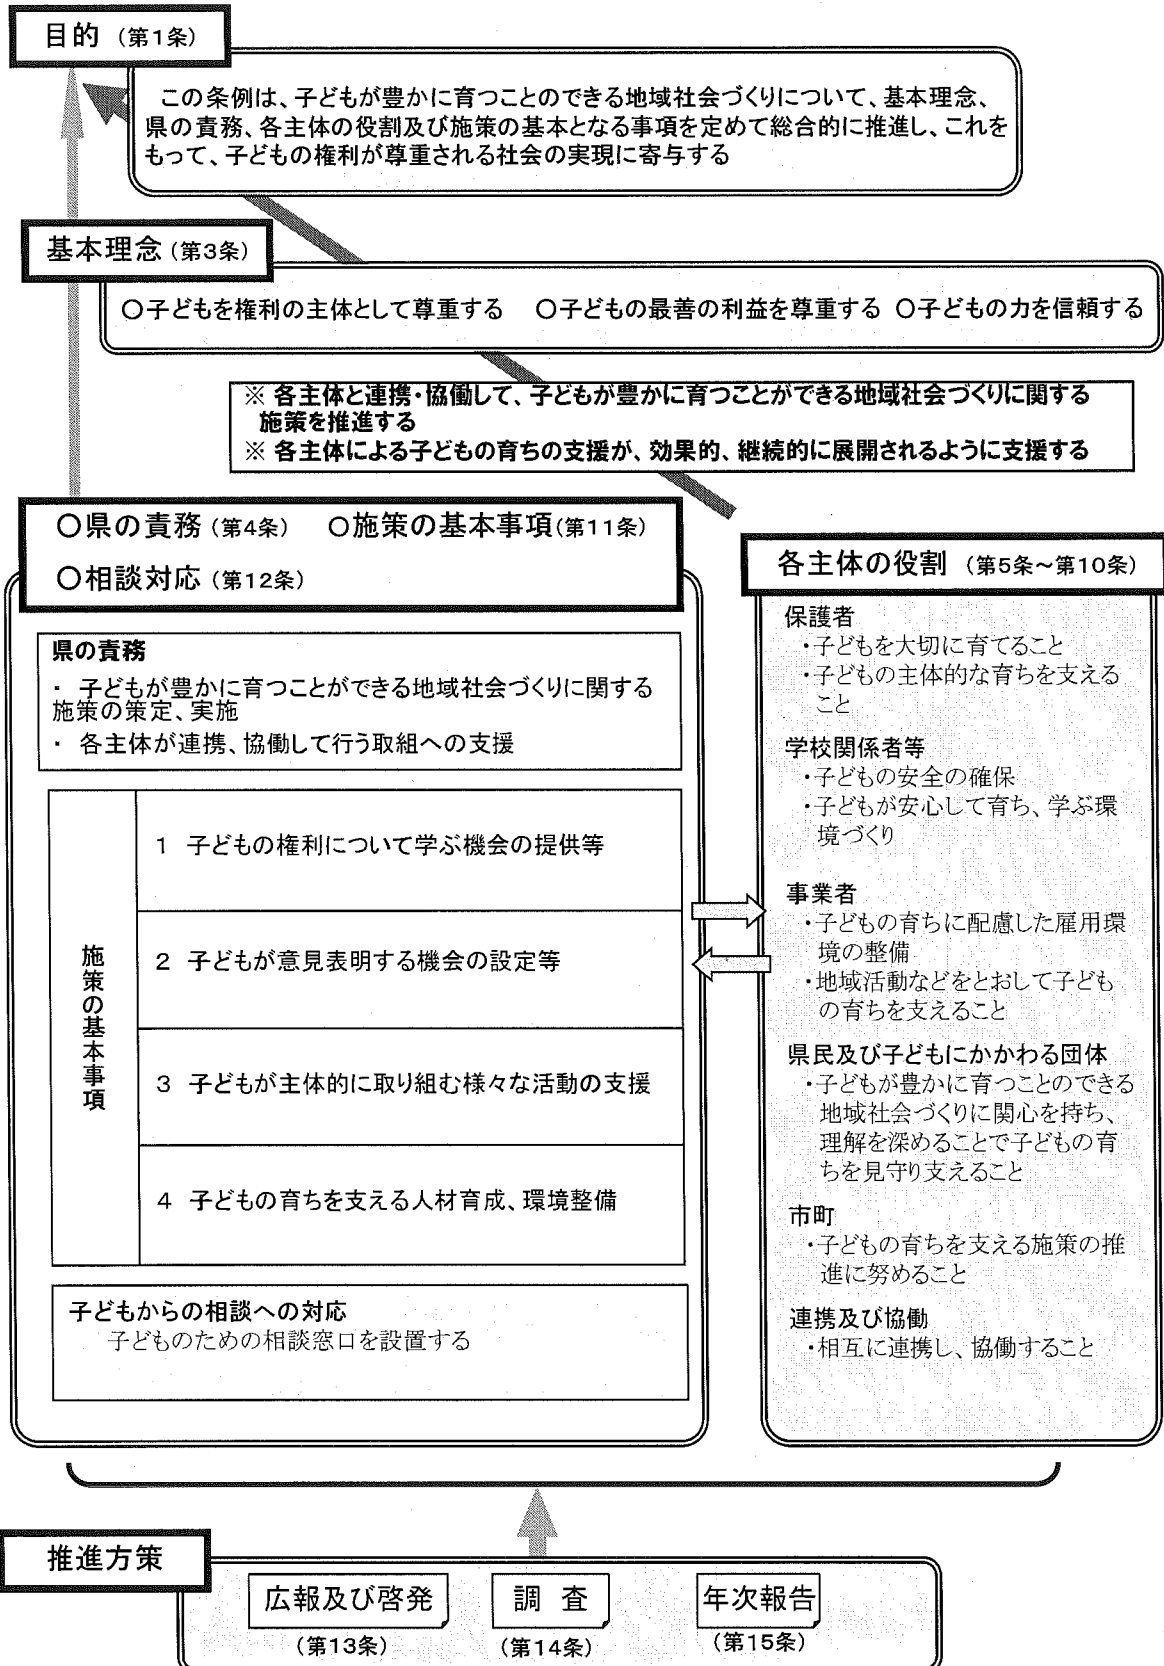 目的（第1条）
この条例は、子どもが豊かに育つことのできる地域社会づくりについて、基本理念、
県の責務、各主体の役割及び施策の基本となる事項を定めて総合的に推進し、これを
もって、子どもの権利が尊重される社会の実現に寄与する
基本理念（第3条）
○子どもを権利の主体として尊重する　○子どもの最善の利益を尊重する ○子どもの力を信頼する
※ 各主体と連携・協働して、子どもが豊かに育つことができる地域社会づくりに関する
施策を推進する
※ 各主体による子どもの育ちの支援が、効果的、継続的に展開されるように支援する
○県の責務（第4条）　○施策の基本事項（第11条）
○相談対応（第12条）
県の責務
・ 子どもが豊かに育つことができる地域社会づくりに関する
施策の策定、実施
・ 各主体が連携、協働して行う取組への支援
施策の基本事項
1 子どもの権利について学ぶ機会の提供等
2 子どもが意見表明する機会の設定等
3 子どもが主体的に取り組む様々な活動の支援
4 子どもの育ちを支える人材育成、環境整備
子どもからの相談への対応
子どものための相談窓口を設置する
各主体の役割（第5条～第10条）
保護者
・子どもを大切に育てること
・子どもの主体的な育ちを支える
こと
学校関係者等
・子どもの安全の確保
・子どもが安心して育ち、学ぶ環
境づくり
事業者
・子どもの育ちに配慮した雇用環
境の整備
・地域活動などをとおして子ども
の育ちを支えること
県民及び子どもにかかわる団体
・子どもが豊かに育つことのできる
地域社会づくりに関心を持ち、
理解を深めることで子どもの育
ちを見守り支えること
市町
・子どもの育ちを支える施策の推
進に努めること
連携及び協働
・相互に連携し、協働すること
推進方策
広報及び啓発
（第13条）
調 査
（第14条）
年次報告
（第15条）